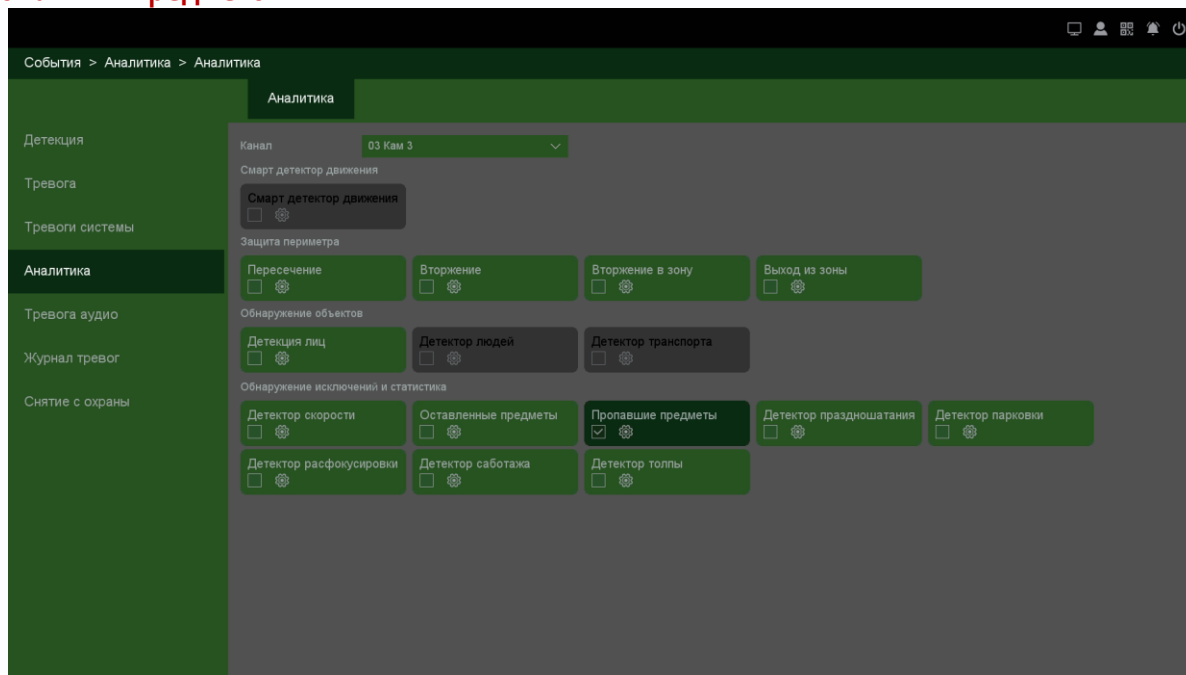 События > Аналитика > Аналитика
Аналитика
Детекция
Тревога
Тревоги системы
Аналитика
Тревога аудио
Журнал тревог
Снятие с охраны
Канал 03 Кам 3
Смарт детектор движения
Смарт детектор движения
Защита периметра
Пересечение Вторжение Вторжение в зону Выход из зоны
Обнаружение объектов
Детекция лиц Детектор людей Детектор транспорта
Обнаружение исключений и статистика
Детектор скорости Оставленные предметы Пропавшие предметы Детектор праздношатания Детектор парковки
Детектор расфокусировки Детектор саботажа Детектор толпы